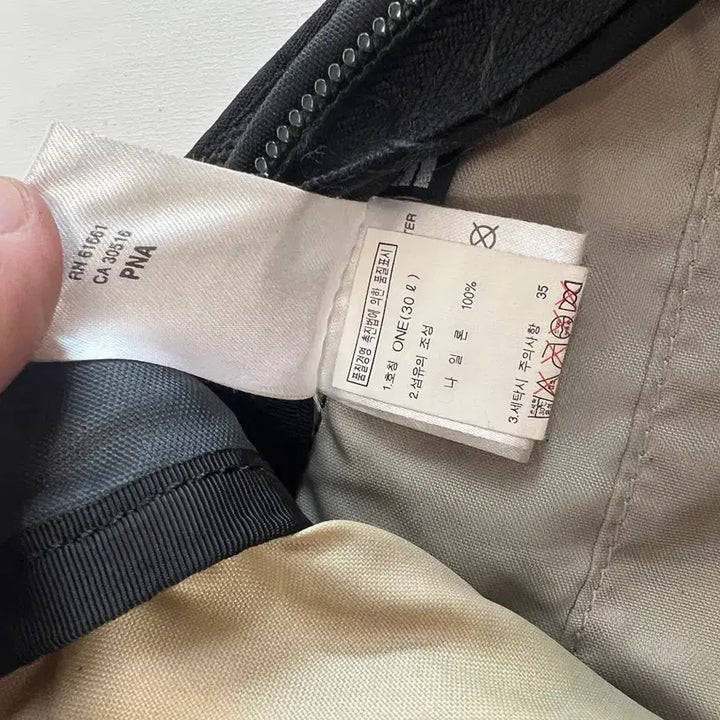 RN 61661
CA 30516
PNA
TER
품질경영 촉진법에 의한 품질표시
1.호칭 ONE(30ℓ)
2.섬유의 조성
나 일 론 100%
3.세탁시 주의사항 35